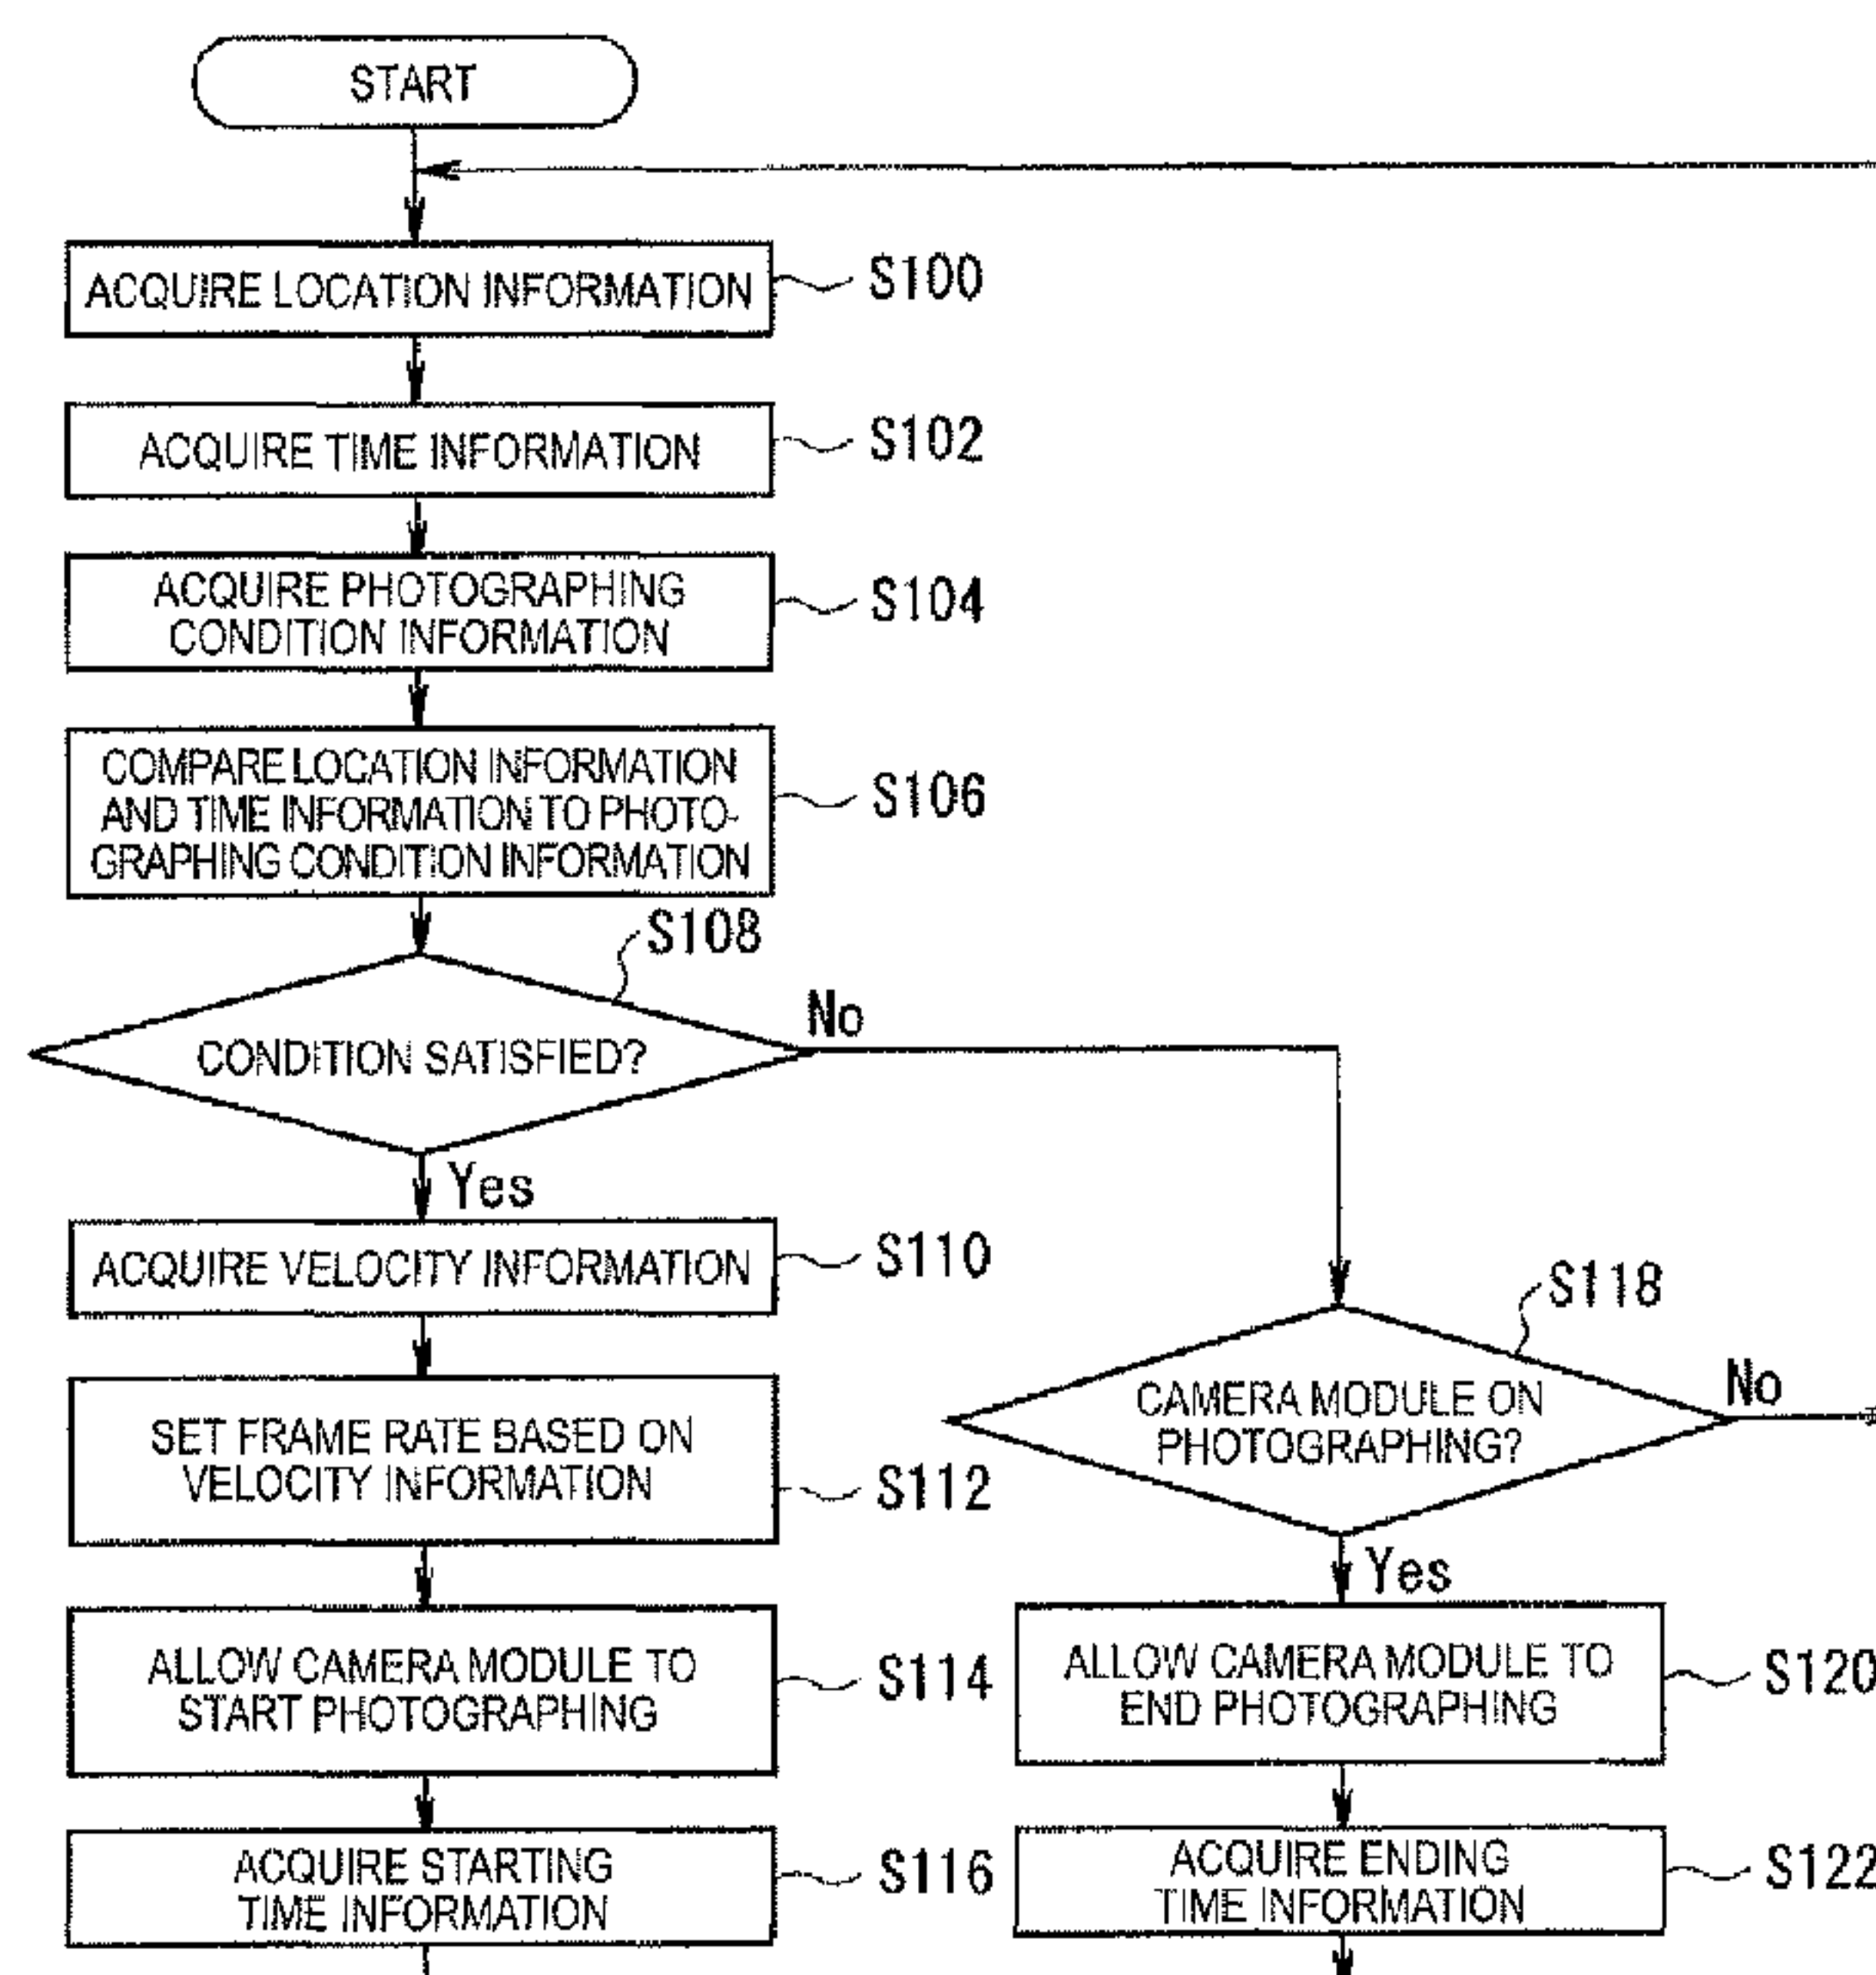 START
ACQUIRE LOCATION INFORMATION
S100
ACQUIRE TIME INFORMATION
S102
ACQUIRE PHOTOGRAPHING
CONDITION INFORMATION
S104
COMPARE LOCATION INFORMATION
AND TIME INFORMATION TO PHOTO-
GRAPHING CONDITION INFORMATION
S106
S108
CONDITION SATISFIED?
No
Yes
ACQUIRE VELOCITY INFORMATION
S110
SET FRAME RATE BASED ON
VELOCITY INFORMATION
S112
ALLOW CAMERA MODULE TO
START PHOTOGRAPHING
S114
ACQUIRE STARTING
TIME INFORMATION
S116
S118
CAMERA MODULE ON
PHOTOGRAPHING?
No
Yes
ALLOW CAMERA MODULE TO
END PHOTOGRAPHING
S120
ACQUIRE ENDING
TIME INFORMATION
S122